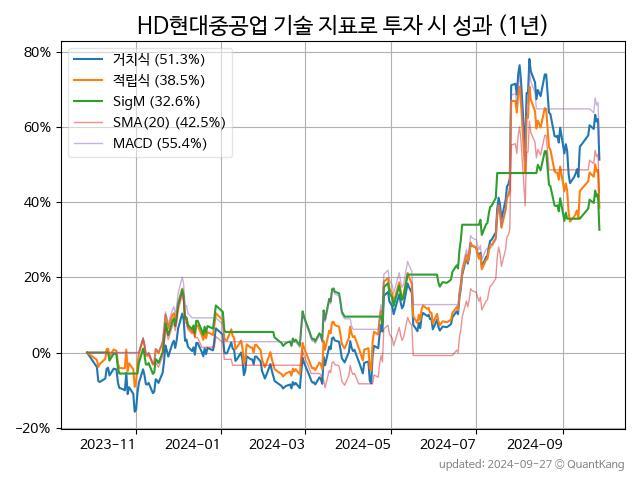 HD현대중공업 기술 지표로 투자 시 성과 (1년)
80%
60%
40%
20%
0%
−20%
거치식 (51.3%)
적립식 (38.5%)
SigM (32.6%)
SMA(20) (42.5%)
MACD (55.4%)
2023-11
2024-01
2024-03
2024-05
2024-07
2024-09
updated: 2024-09-27 @ QuantKang